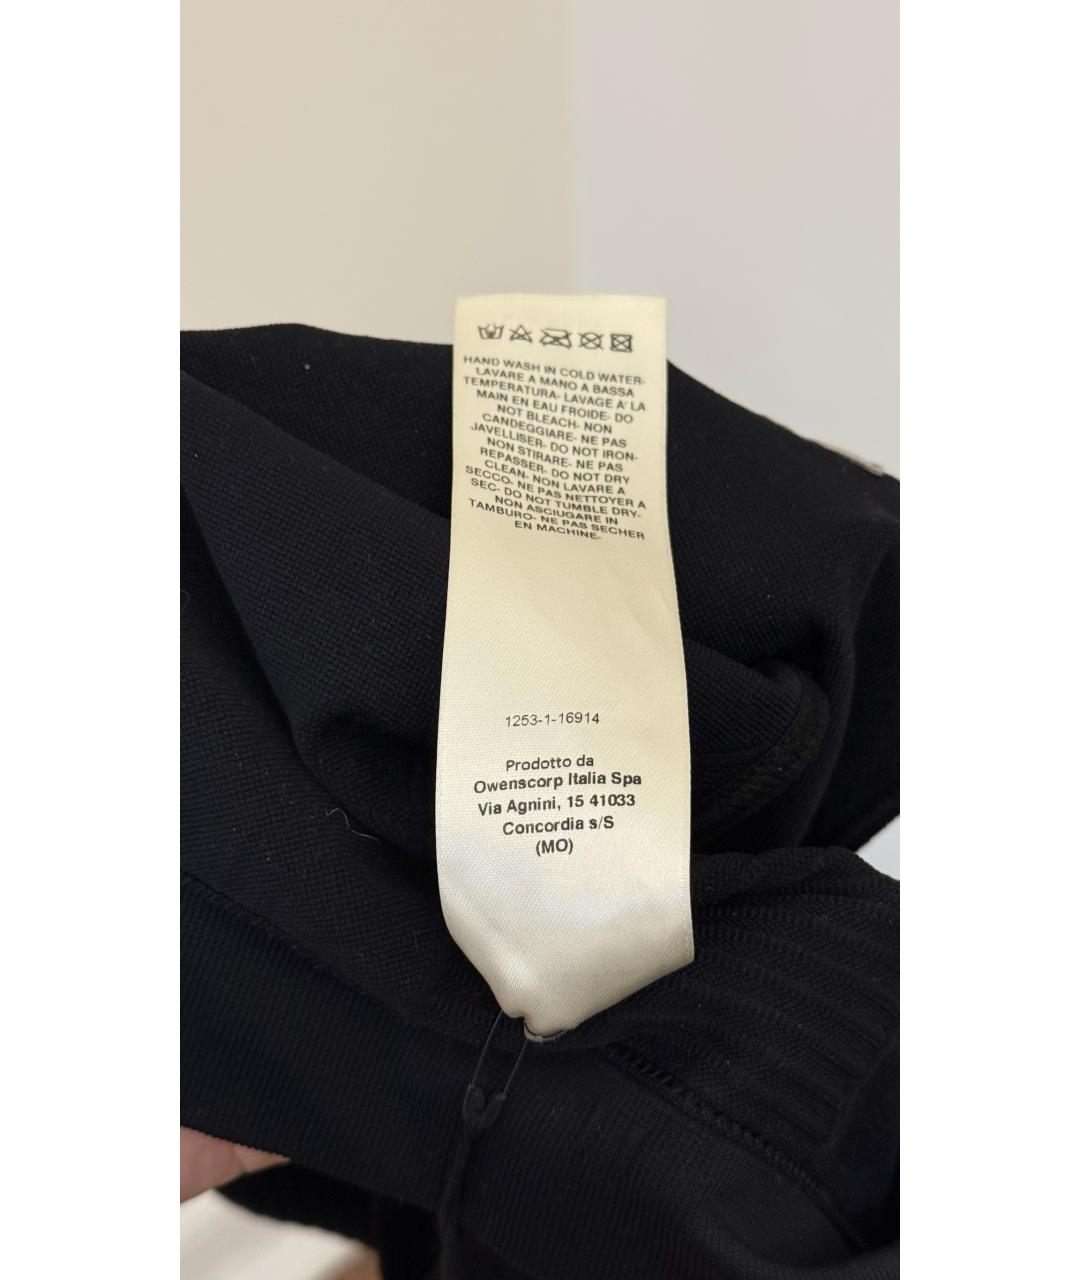 HAND WASH IN COLD WATER-
LAVARE A MANO A BASSA
TEMPERATURA- LAVAGE A' LA
MAIN EN EAU FROIDE- DO
NOT BLEACH- NON
CANDEGGIARE- NE PAS
JAVELLISER- DO NOT IRON-
NON STIRARE- NE PAS
REPASSER- DO NOT DRY
CLEAN- NON LAVARE A
SECCO- NE PAS NETTOYER A
SEC- DO NOT TUMBLE DRY-
NON ASCIUGARE IN
TAMBURO- NE PAS SECHER
EN MACHINE-
1253-1-16914
Prodotto da
Owenscorp Italia Spa
Via Agnini, 15 41033
Concordia s/S
(MO)